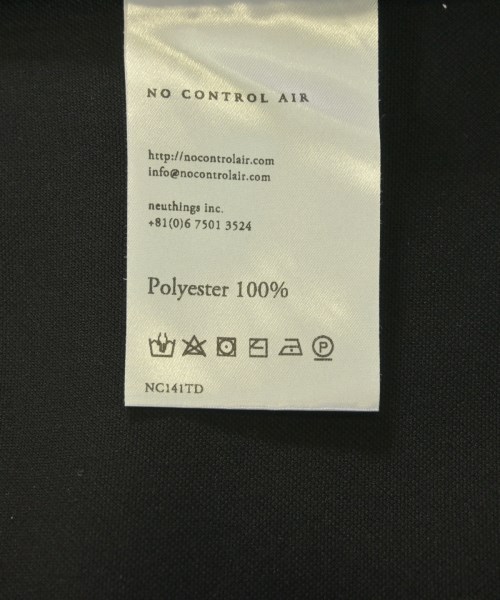 NO CONTROL AIR
http://nocontrolair.com
info@nocontrolair.com
neuthings inc.
+81(0)6 7501 3524
Polyester 100%
P
NC141TD